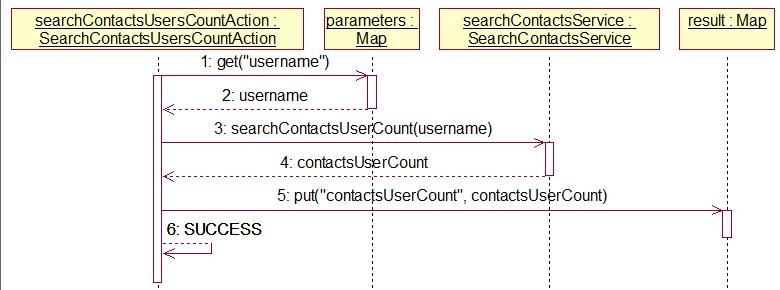 searchContactsUsersCountAction :
SearchContactsUsersCountAction
parameters :
Map
searchContactsService :
SearchContactsService
result : Map
1: get("username")
2: username
3: searchContactsUserCount(username)
4: contactsUserCount
5: put("contactsUserCount", contactsUserCount)
6: SUCCESS